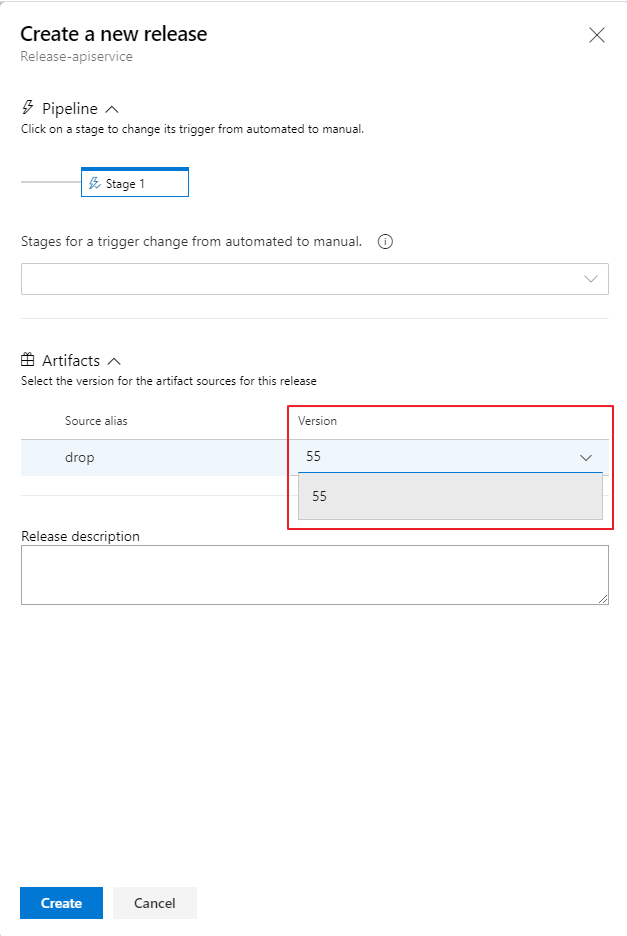 Create a new release
Release-apiservice
Pipeline
Click on a stage to change its trigger from automated to manual.
Stage 1
Stages for a trigger change from automated to manual.
Artifacts
Select the version for the artifact sources for this release
Source alias Version
drop 55
55
Release description
Create Cancel